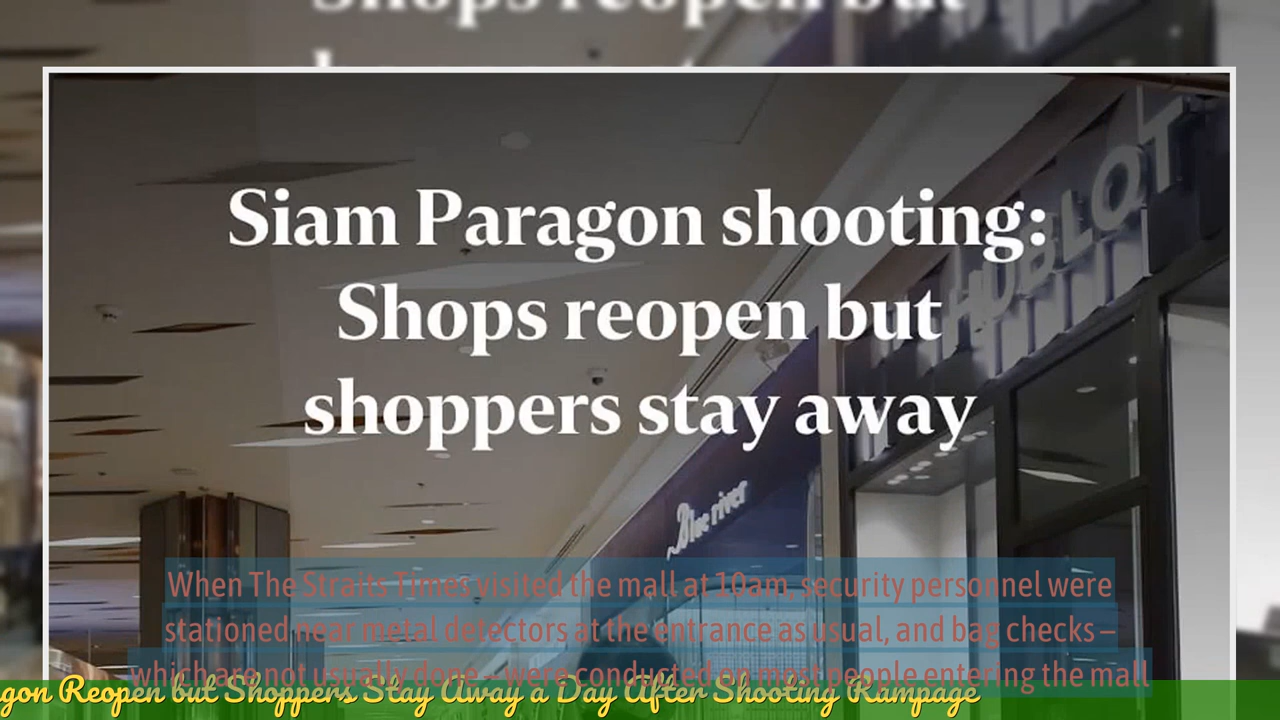 Shops reopen but
Siam Paragon shooting:
Shops reopen but
shoppers stay away
HUBLOT
Blue river
When The Straits Times visited the mall at 10am, security personnel were
stationed near metal detectors at the entrance as usual, and bag checks –
which are not usually done – were conducted on most people entering the mall
gon Reopen but Shoppers Stay Away a Day After Shooting Rampage